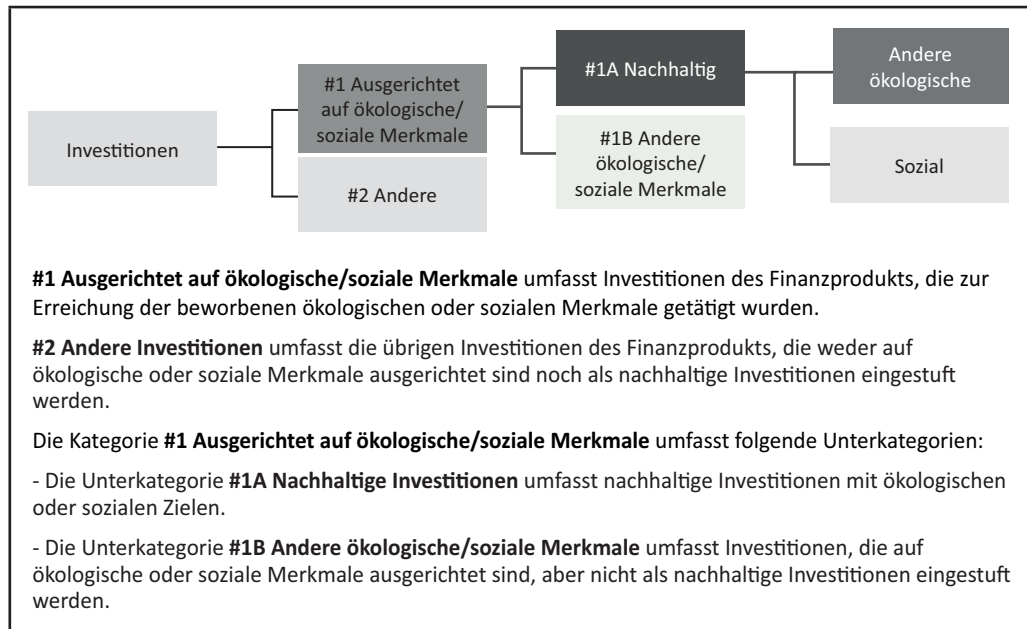 Investitionen
#1 Ausgerichtet
auf ökologische/
soziale Merkmale
#2 Andere
#1A Nachhaltig
#1B Andere
ökologische/
soziale Merkmale
Andere
ökologische
Sozial
#1 Ausgerichtet auf ökologische/soziale Merkmale umfasst Investitionen des Finanzprodukts, die zur
Erreichung der beworbenen ökologischen oder sozialen Merkmale getätigt wurden.
#2 Andere Investitionen umfasst die übrigen Investitionen des Finanzprodukts, die weder auf
ökologische oder soziale Merkmale ausgerichtet sind noch als nachhaltige Investitionen eingestuft
werden.
Die Kategorie #1 Ausgerichtet auf ökologische/soziale Merkmale umfasst folgende Unterkategorien:
- Die Unterkategorie #1A Nachhaltige Investitionen umfasst nachhaltige Investitionen mit ökologischen
oder sozialen Zielen.
- Die Unterkategorie #1B Andere ökologische/soziale Merkmale umfasst Investitionen, die auf
ökologische oder soziale Merkmale ausgerichtet sind, aber nicht als nachhaltige Investitionen eingestuft
werden.